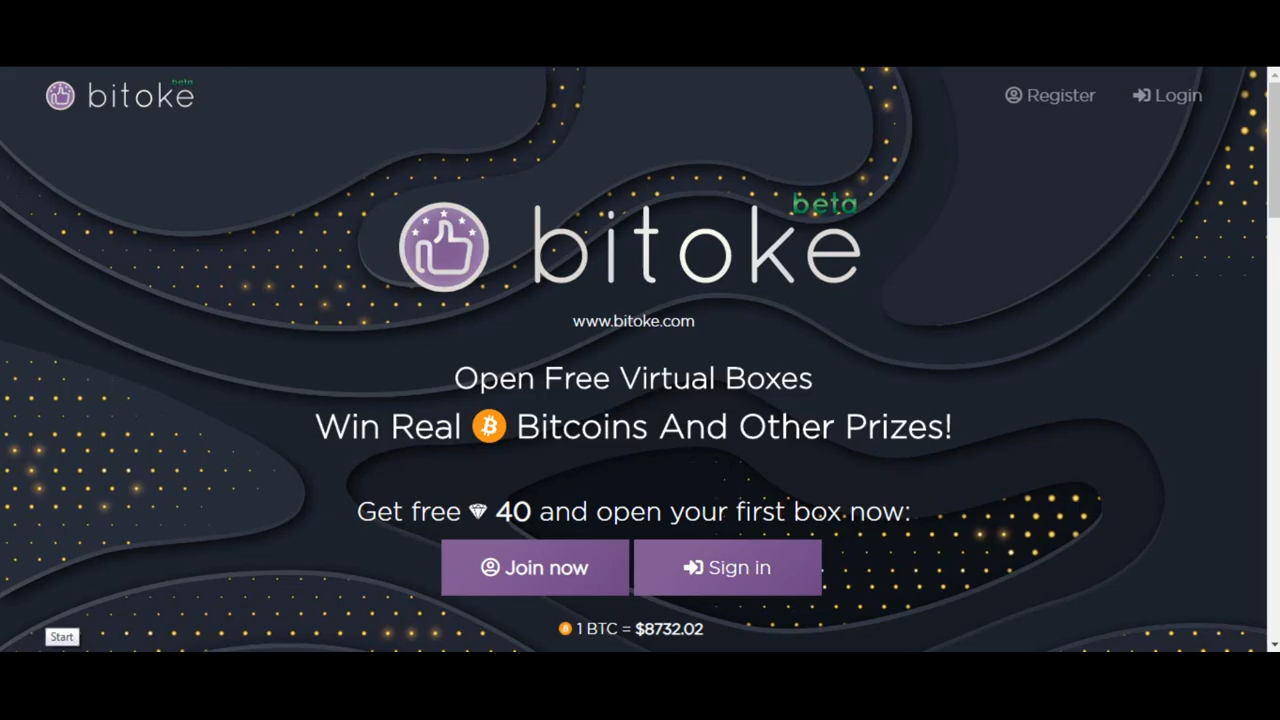 bitoke beta
Register Login
bitoke beta
www.bitoke.com
Open Free Virtual Boxes
Win Real Bitcoins And Other Prizes!
Get free 40 and open your first box now:
Join now Sign in
1 BTC = $8732.02
Start